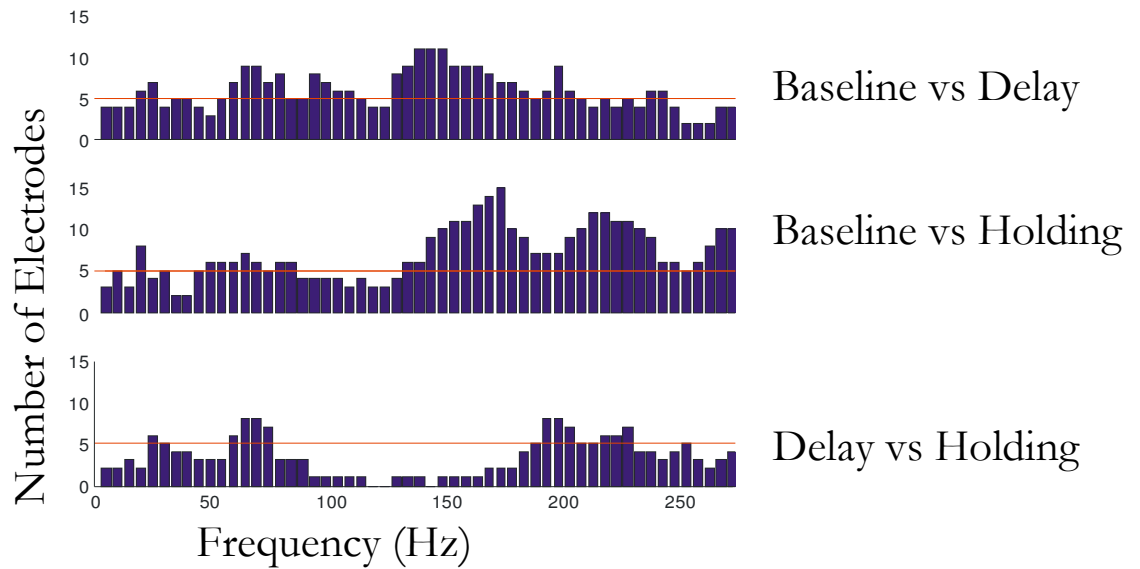 Number of Electrodes
15
10
5
0
Baseline vs Delay
15
10
5
0
Baseline vs Holding
15
10
5
0
Delay vs Holding
0 50 100 150 200 250
Frequency (Hz)